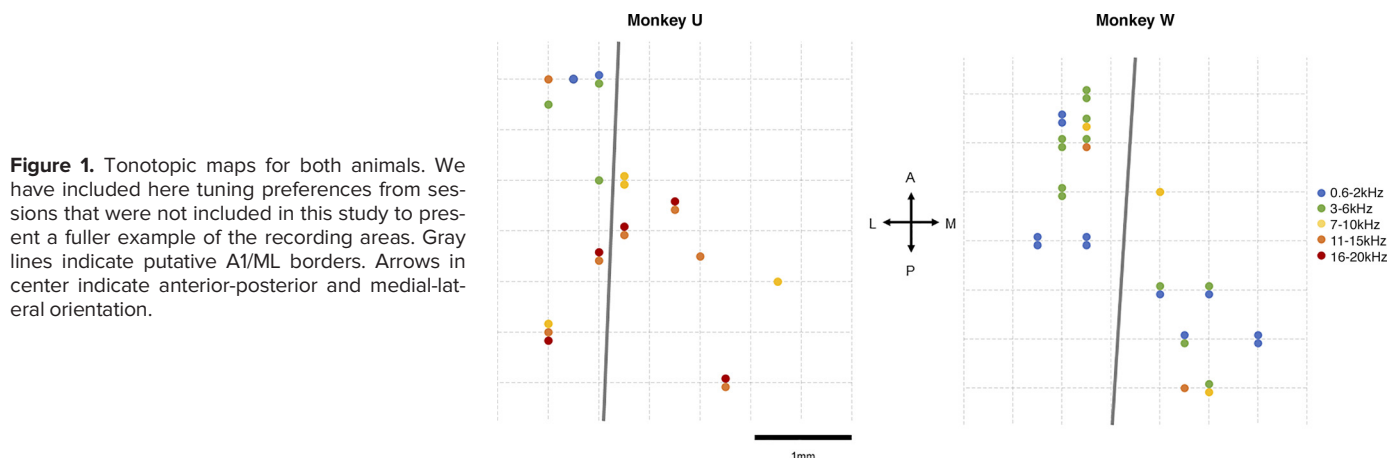 Figure 1. Tonotopic maps for both animals. We
have included here tuning preferences from ses-
sions that were not included in this study to pres-
ent a fuller example of the recording areas. Gray
lines indicate putative A1/ML borders. Arrows in
center indicate anterior-posterior and medial-lat-
eral orientation.
Monkey U
1mm
A
L M
P
Monkey W
0.6-2kHz
3-6kHz
7-10kHz
11-15kHz
16-20kHz